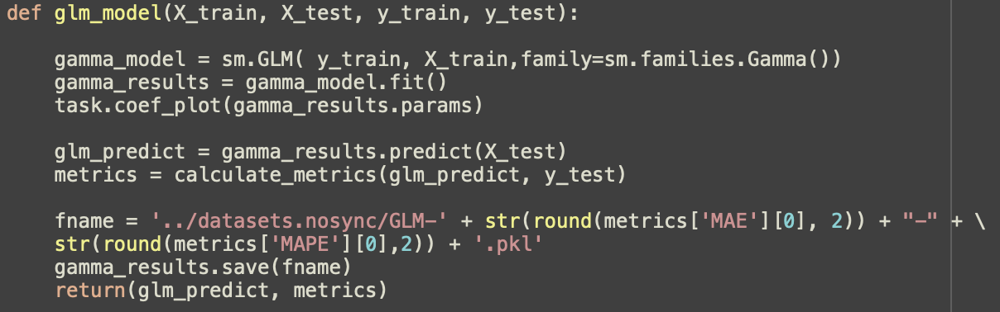 def glm_model(X_train, X_test, y_train, y_test):
gamma_model = sm.GLM( y_train, X_train,family=sm.families.Gamma())
gamma_results = gamma_model.fit()
task.coef_plot(gamma_results.params)
glm_predict = gamma_results.predict(X_test)
metrics = calculate_metrics(glm_predict, y_test)
fname = '../datasets.nosync/GLM-' + str(round(metrics['MAE'][0], 2)) + "-" + \
str(round(metrics['MAPE'][0],2)) + '.pkl'
gamma_results.save(fname)
return(glm_predict, metrics)